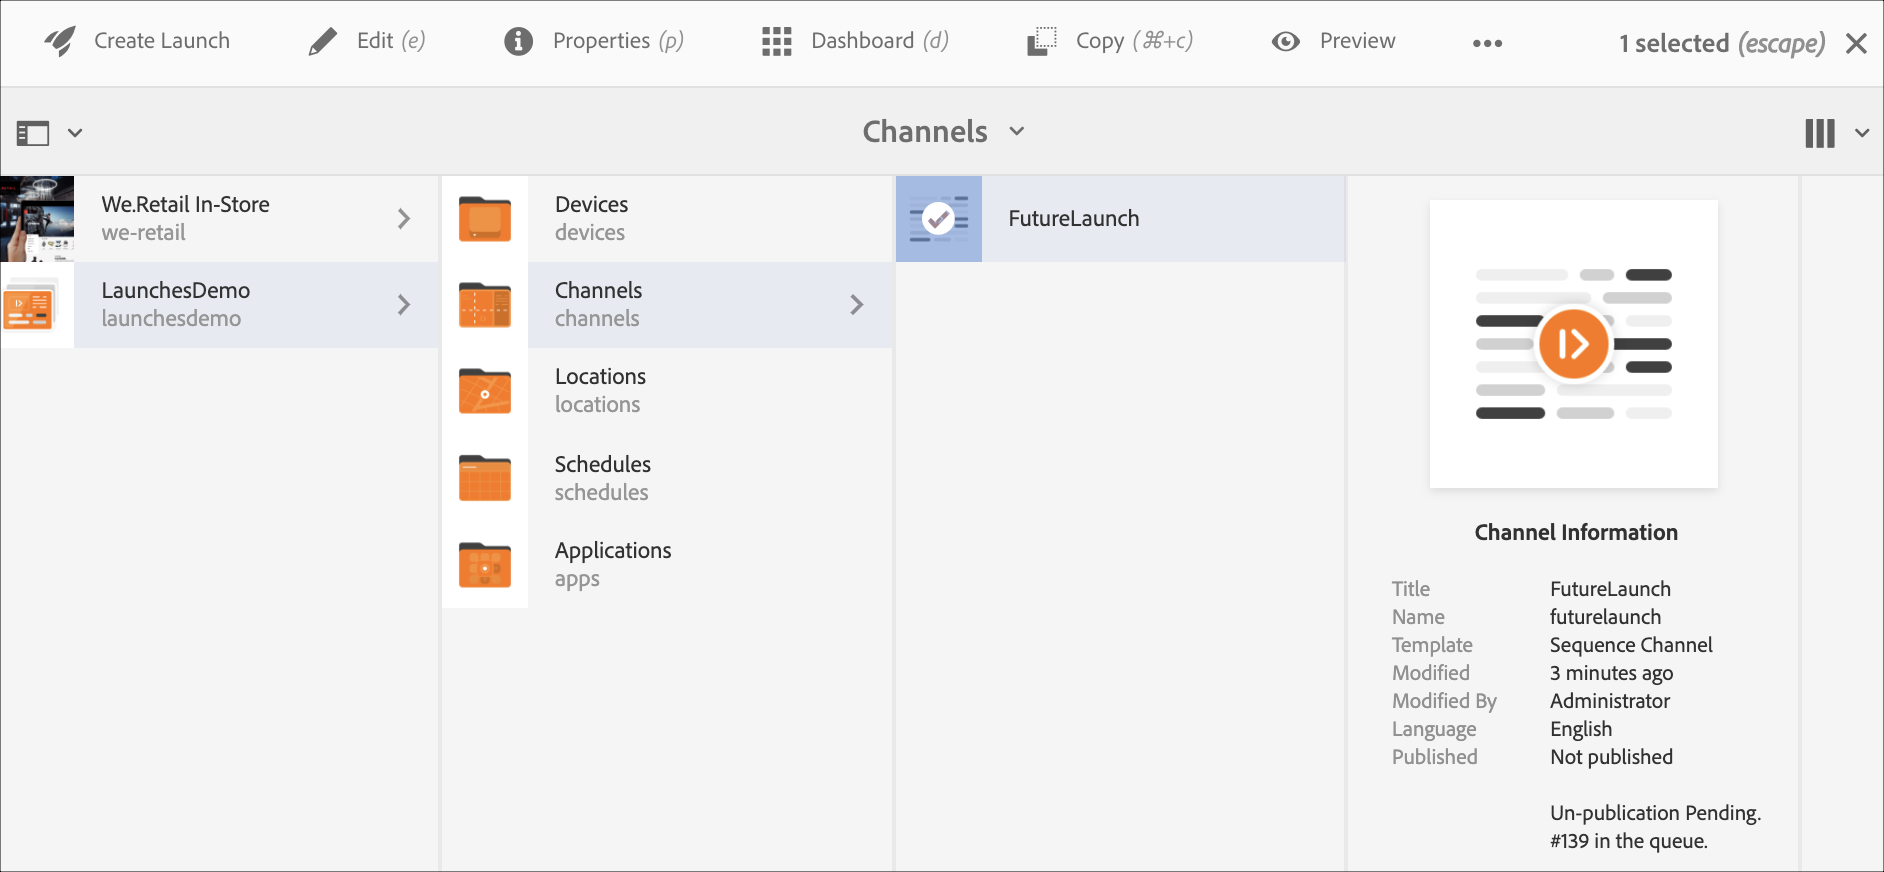 Create Launch
Edit (e)
Properties (p)
Dashboard (d)
Copy (⌘+c)
Preview
1 selected (escape)
Channels
We.Retail In-Store
we-retail
LaunchesDemo
launchesdemo
Devices
devices
Channels
channels
Locations
locations
Schedules
schedules
Applications
apps
FutureLaunch
Channel Information
Title FutureLaunch
Name futurelaunch
Template Sequence Channel
Modified 3 minutes ago
Modified By Administrator
Language English
Published Not published
Un-publication Pending.
#139 in the queue.